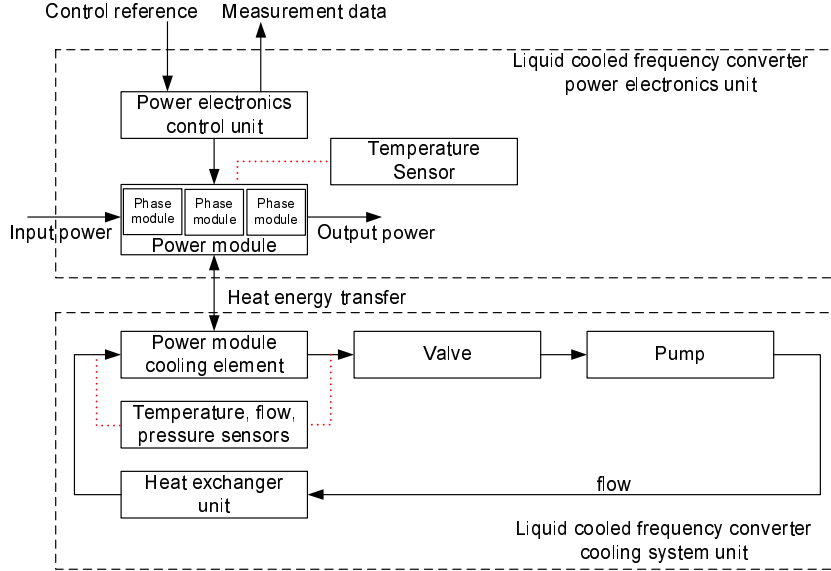 Control reference
Measurement data
Liquid cooled frequency converter
power electronics unit
Power electronics
control unit
Temperature
Sensor
Phase
module
Phase
module
Phase
module
Input power
Power module
Output power
Heat energy transfer
Power module
cooling element
Valve
Pump
Temperature, flow,
pressure sensors
Heat exchanger
unit
flow
Liquid cooled frequency converter
cooling system unit